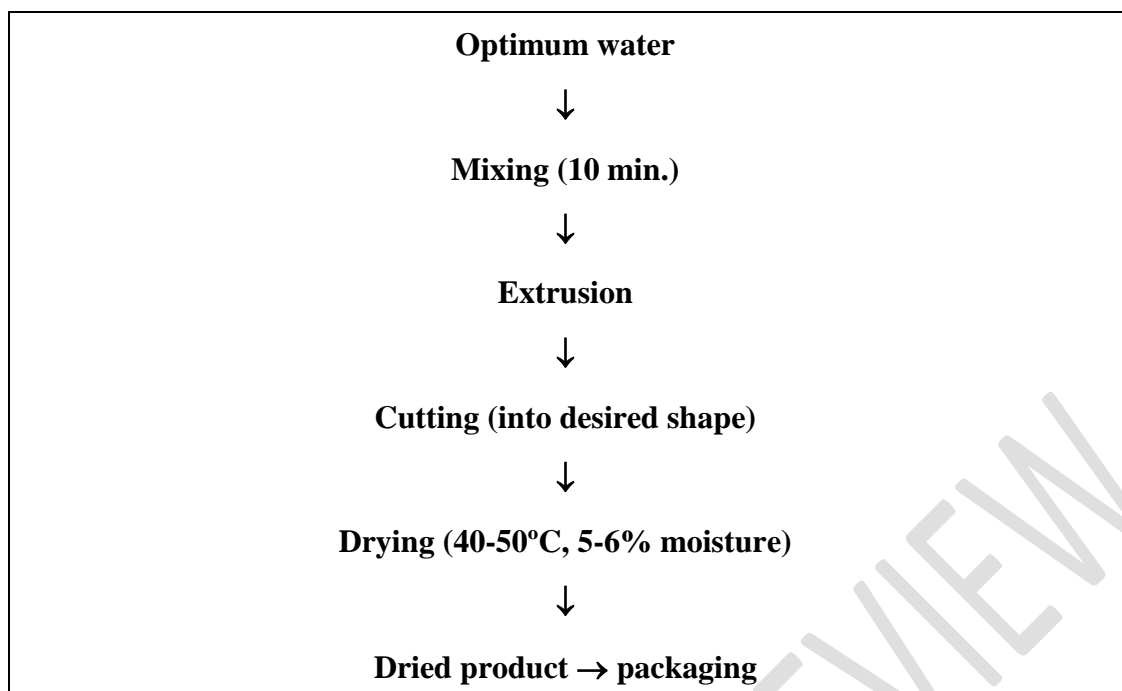 Optimum water
↓
Mixing (10 min.)
↓
Extrusion
↓
Cutting (into desired shape)
↓
Drying (40-50ºC, 5-6% moisture)
↓
Dried product → packaging
VIEW